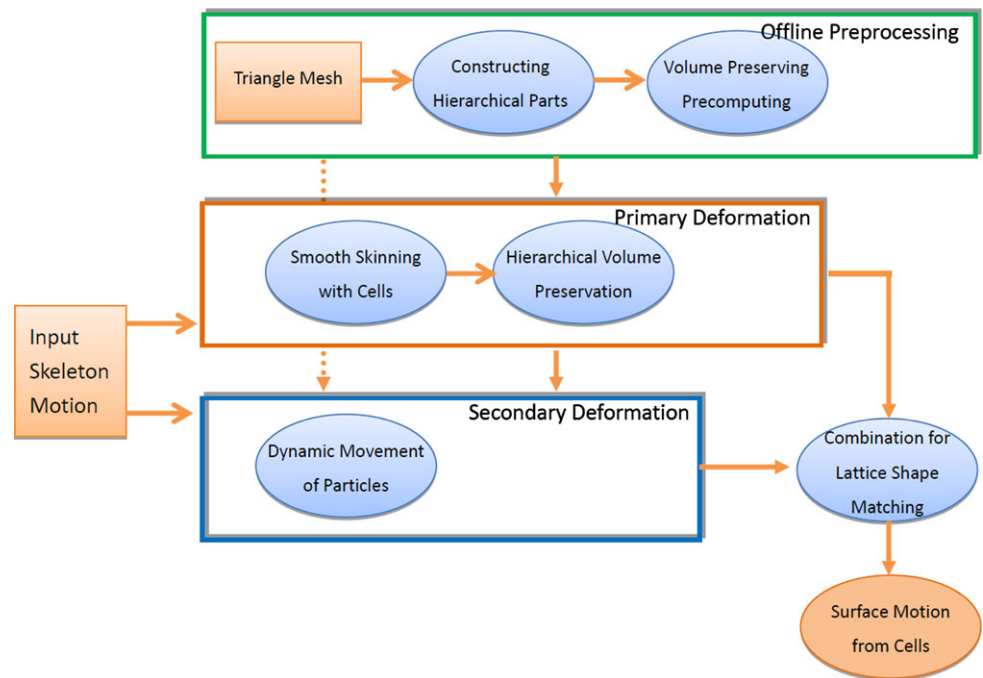 Offline Preprocessing
Triangle Mesh
Constructing
Hierarchical Parts
Volume Preserving
Precomputing
Primary Deformation
Smooth Skinning
with Cells
Hierarchical Volume
Preservation
Input
Skeleton
Motion
Secondary Deformation
Dynamic Movement
of Particles
Combination for
Lattice Shape
Matching
Surface Motion
from Cells